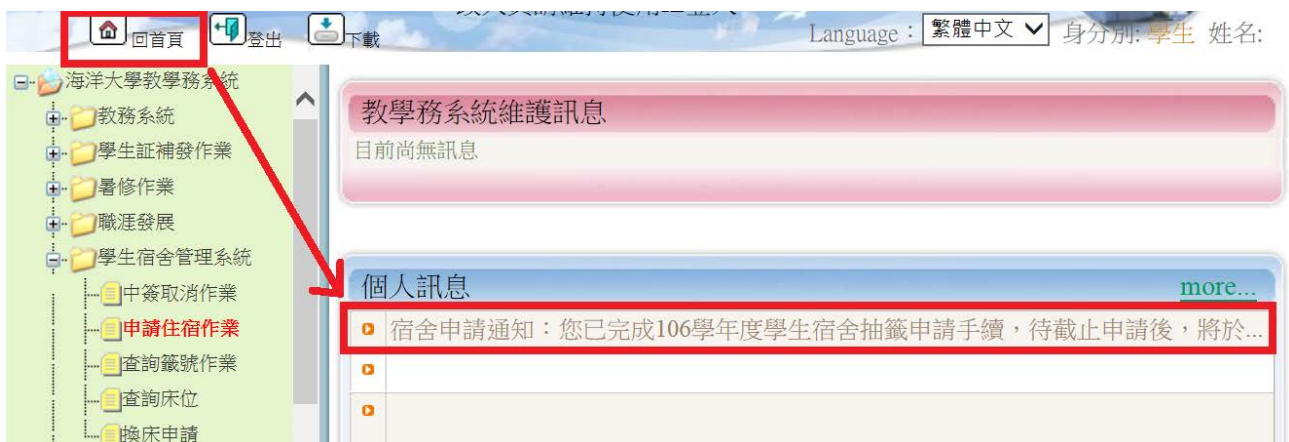 回首頁 登出 下載
Language： 繁體中文 身分別: 學生 姓名:
海洋大學教學務系統
教務系統
學生証補發作業
暑修作業
職涯發展
學生宿舍管理系統
中簽取消作業
申請住宿作業
查詢籤號作業
查詢床位
換床申請
教學務系統維護訊息
目前尚無訊息
個人訊息 more...
宿舍申請通知：您已完成106學年度學生宿舍抽籤申請手續，待截止申請後，將於...